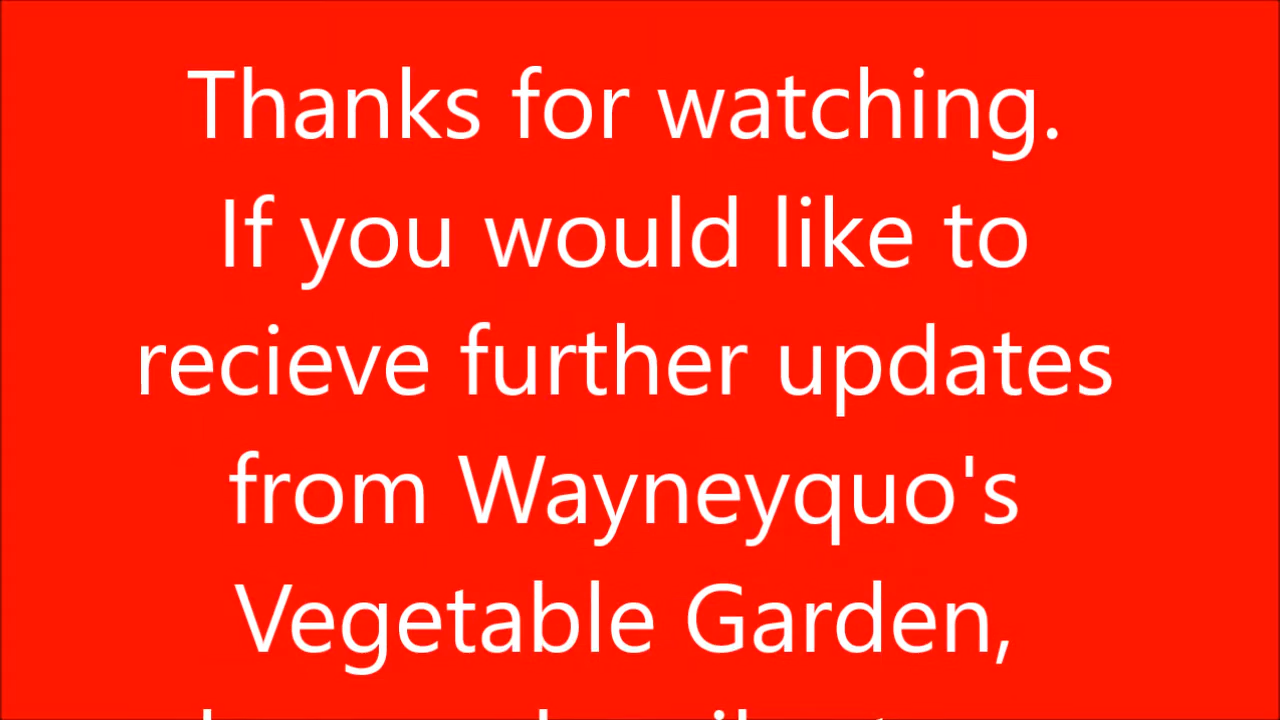 Thanks for watching.
If you would like to
recieve further updates
from Wayneyquo's
Vegetable Garden,